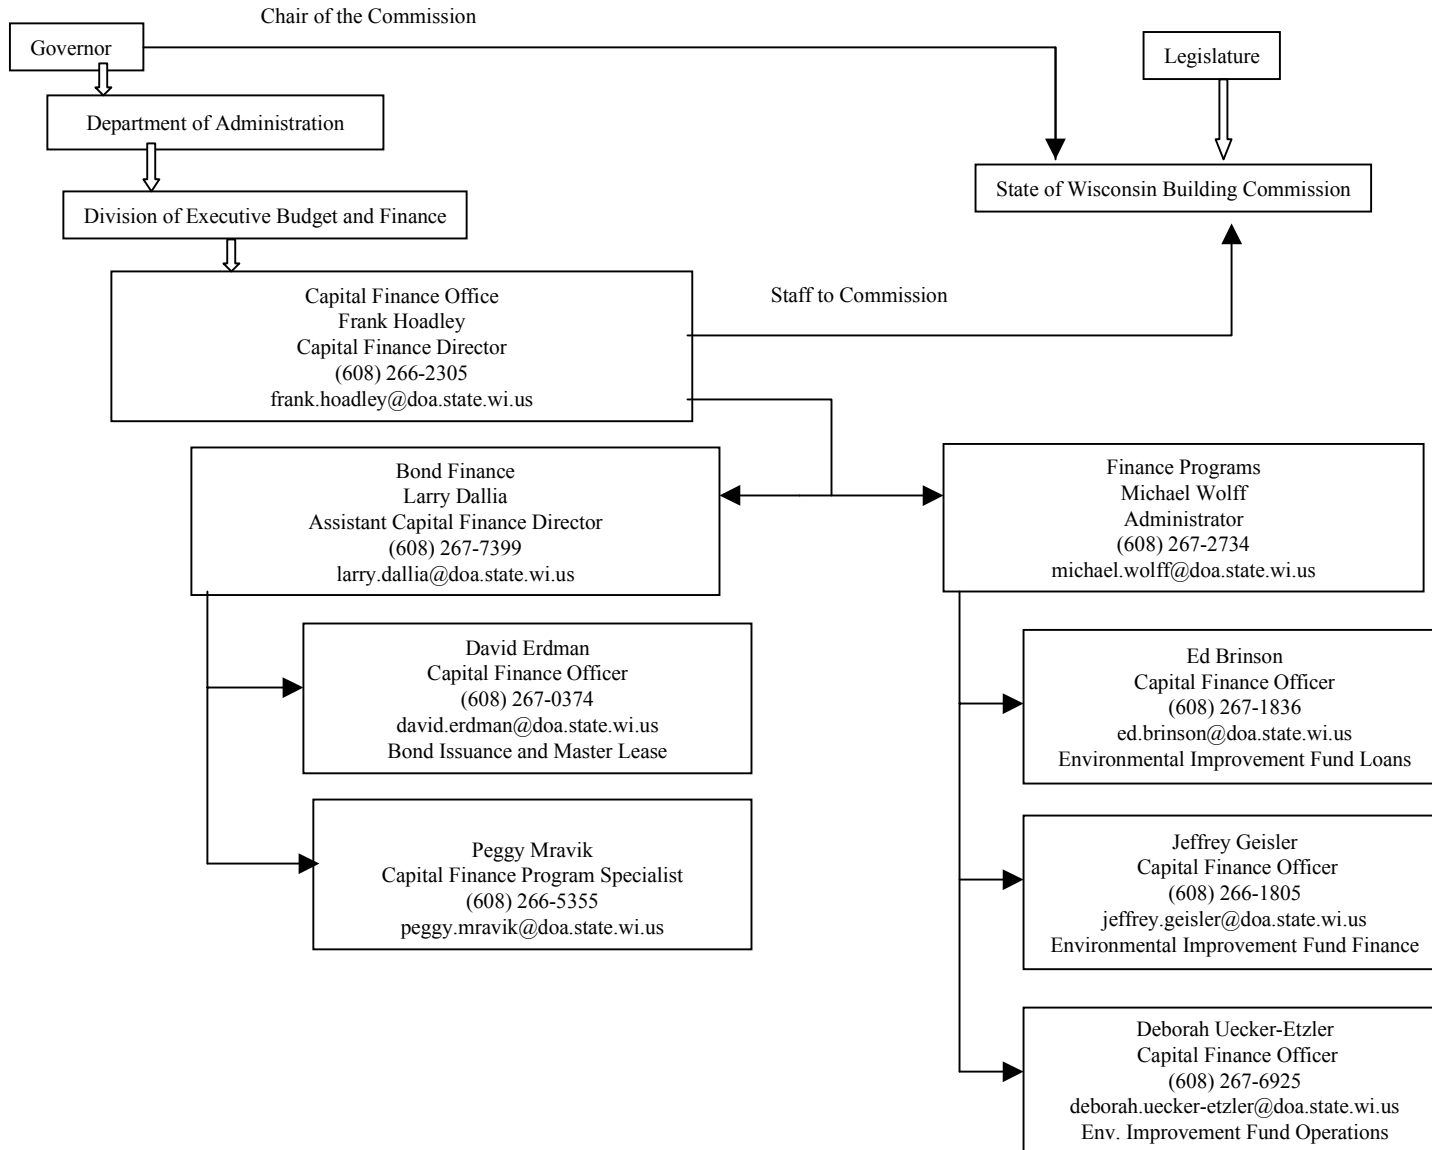 Chair of the Commission
Governor
Legislature
Department of Administration
State of Wisconsin Building Commission
Division of Executive Budget and Finance
Capital Finance Office
Frank Hoadley
Capital Finance Director
(608) 266-2305
frank.hoadley@doa.state.wi.us
Staff to Commission
Bond Finance
Larry Dallia
Assistant Capital Finance Director
(608) 267-7399
larry.dallia@doa.state.wi.us
Finance Programs
Michael Wolff
Administrator
(608) 267-2734
michael.wolff@doa.state.wi.us
David Erdman
Capital Finance Officer
(608) 267-0374
david.erdman@doa.state.wi.us
Bond Issuance and Master Lease
Peggy Mravik
Capital Finance Program Specialist
(608) 266-5355
peggy.mravik@doa.state.wi.us
Ed Brinson
Capital Finance Officer
(608) 267-1836
ed.brinson@doa.state.wi.us
Environmental Improvement Fund Loans
Jeffrey Geisler
Capital Finance Officer
(608) 266-1805
jeffrey.geisler@doa.state.wi.us
Environmental Improvement Fund Finance
Deborah Uecker-Etzler
Capital Finance Officer
(608) 267-6925
deborah.uecker-etzler@doa.state.wi.us
Env. Improvement Fund Operations